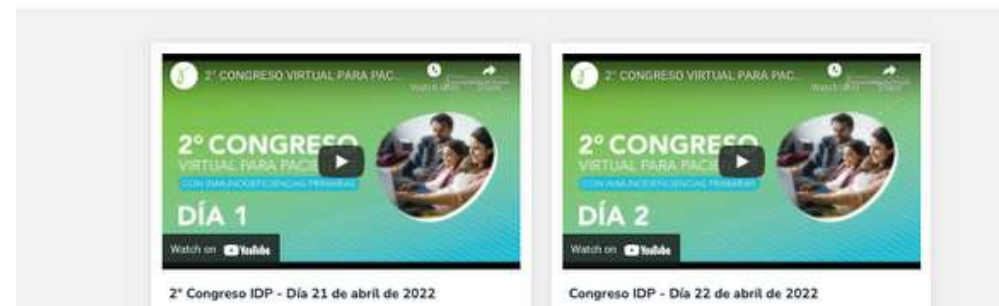 2° CONGRESO VIRTUAL PARA PAC...
Watch later
Share
2° CONGRESO
VIRTUAL PARA
CON INMUNODEFICIENCIAS PRIMARIAS
DÍA 1
Watch on YouTube
2° Congreso IDP - Día 21 de abril de 2022
2° CONGRESO VIRTUAL PARA PAC...
Watch later
Share
2° CONGRESO
VIRTUAL PARA
CON INMUNODEFICIENCIAS PRIMARIAS
DÍA 2
Watch on YouTube
Congreso IDP - Día 22 de abril de 2022